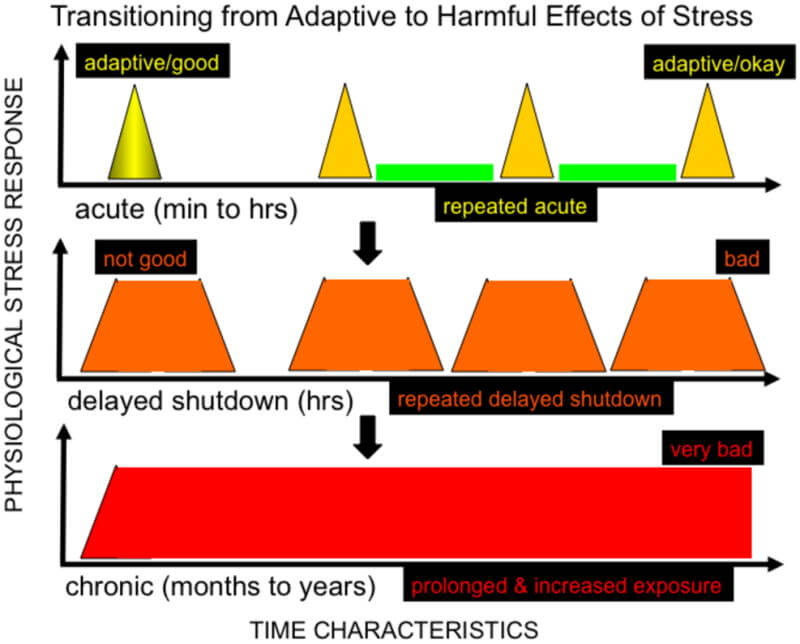 Transitioning from Adaptive to Harmful Effects of Stress
PHYSIOLOGICAL STRESS RESPONSE
adaptive/good
adaptive/okay
acute (min to hrs)
repeated acute
not good
bad
delayed shutdown (hrs)
repeated delayed shutdown
very bad
chronic (months to years)
prolonged & increased exposure
TIME CHARACTERISTICS